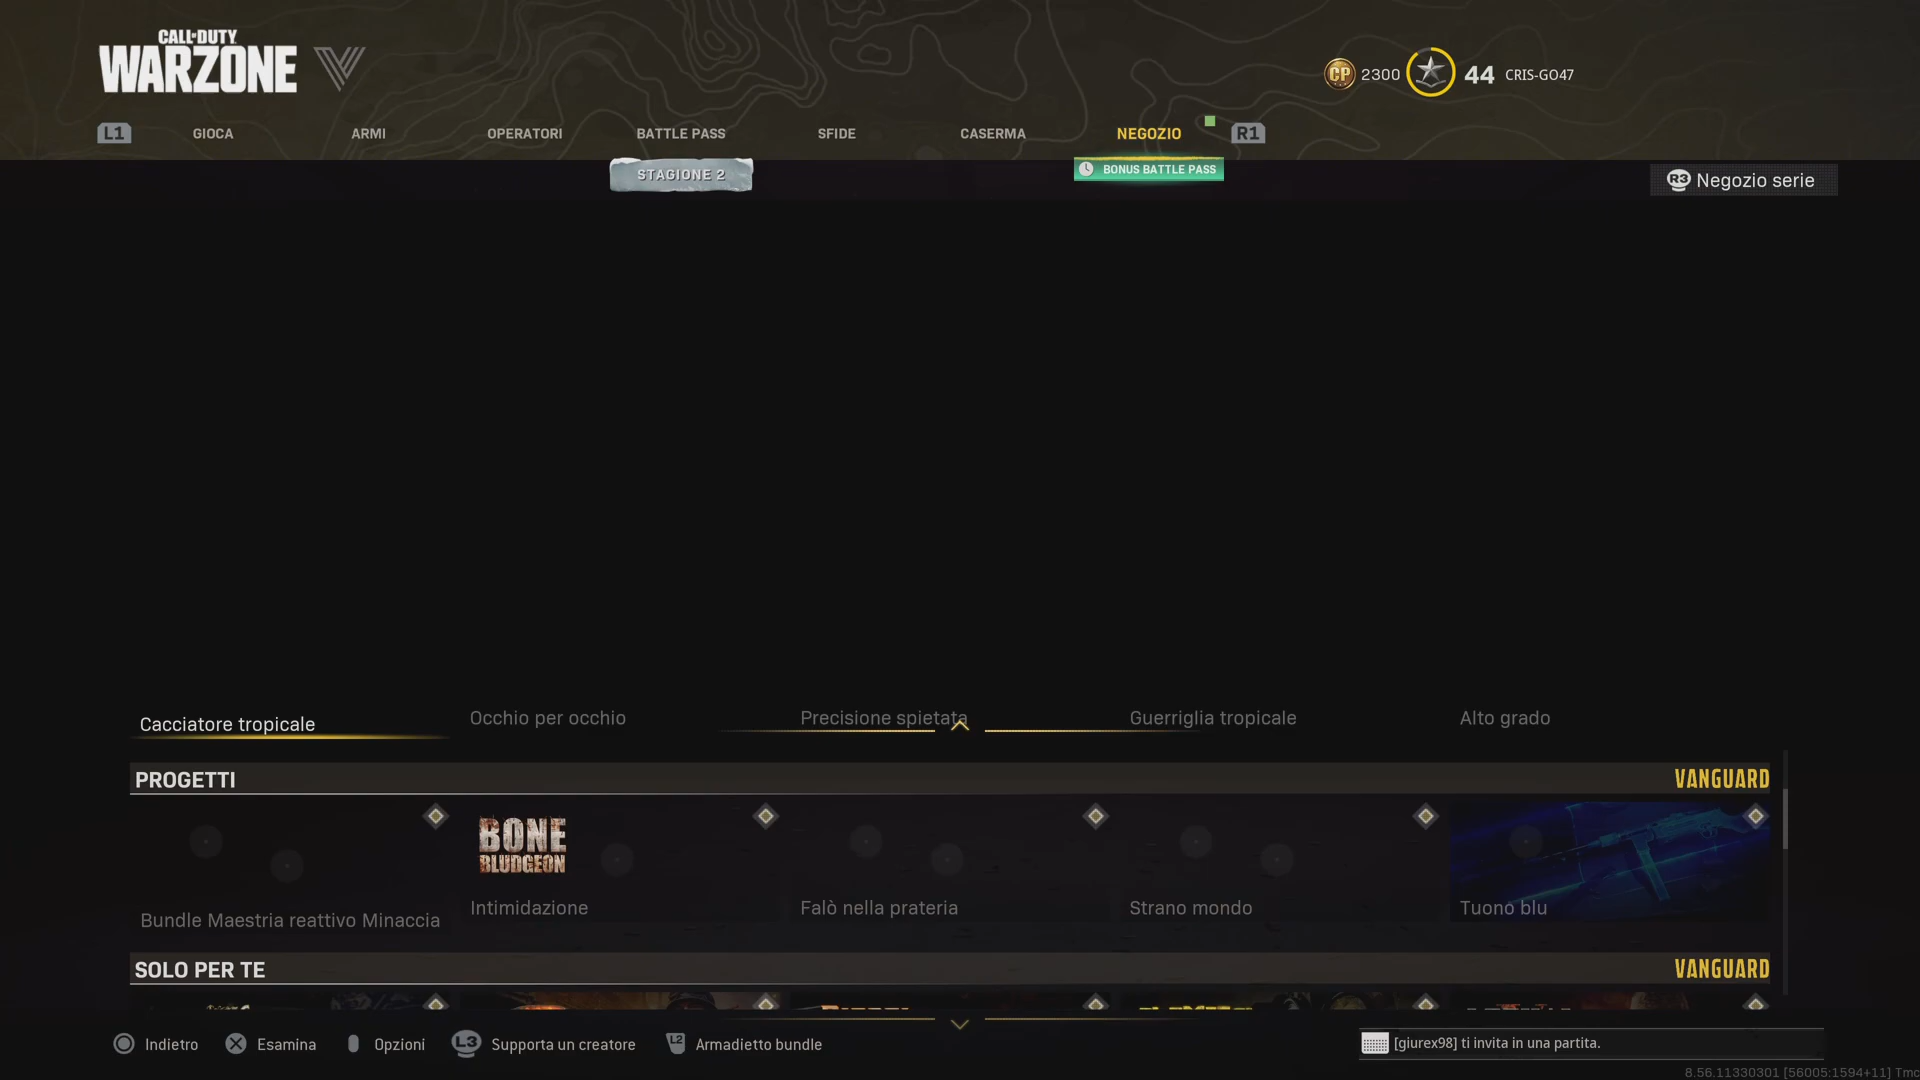 CALL OF DUTY
WARZONE
CP 2300 44 CRIS-GO47
L1 GIOCA ARMI OPERATORI BATTLE PASS SFIDE CASERMA NEGOZIO R1
STAGIONE 2
BONUS BATTLE PASS
R3 Negozio serie
Cacciatore tropicale
Occhio per occhio
Precisione spietata
Guerriglia tropicale
Alto grado
PROGETTI VANGUARD
BONE
BLUDGEON
Bundle Maestria reattivo Minaccia
Intimidazione
Falò nella prateria
Strano mondo
Tuono blu
SOLO PER TE VANGUARD
Indietro Esamina Opzioni L3 Supporta un creatore L2 Armadietto bundle
[giurex98] ti invita in una partita.
8.56.11330301 [56005:1594+11] Tmc